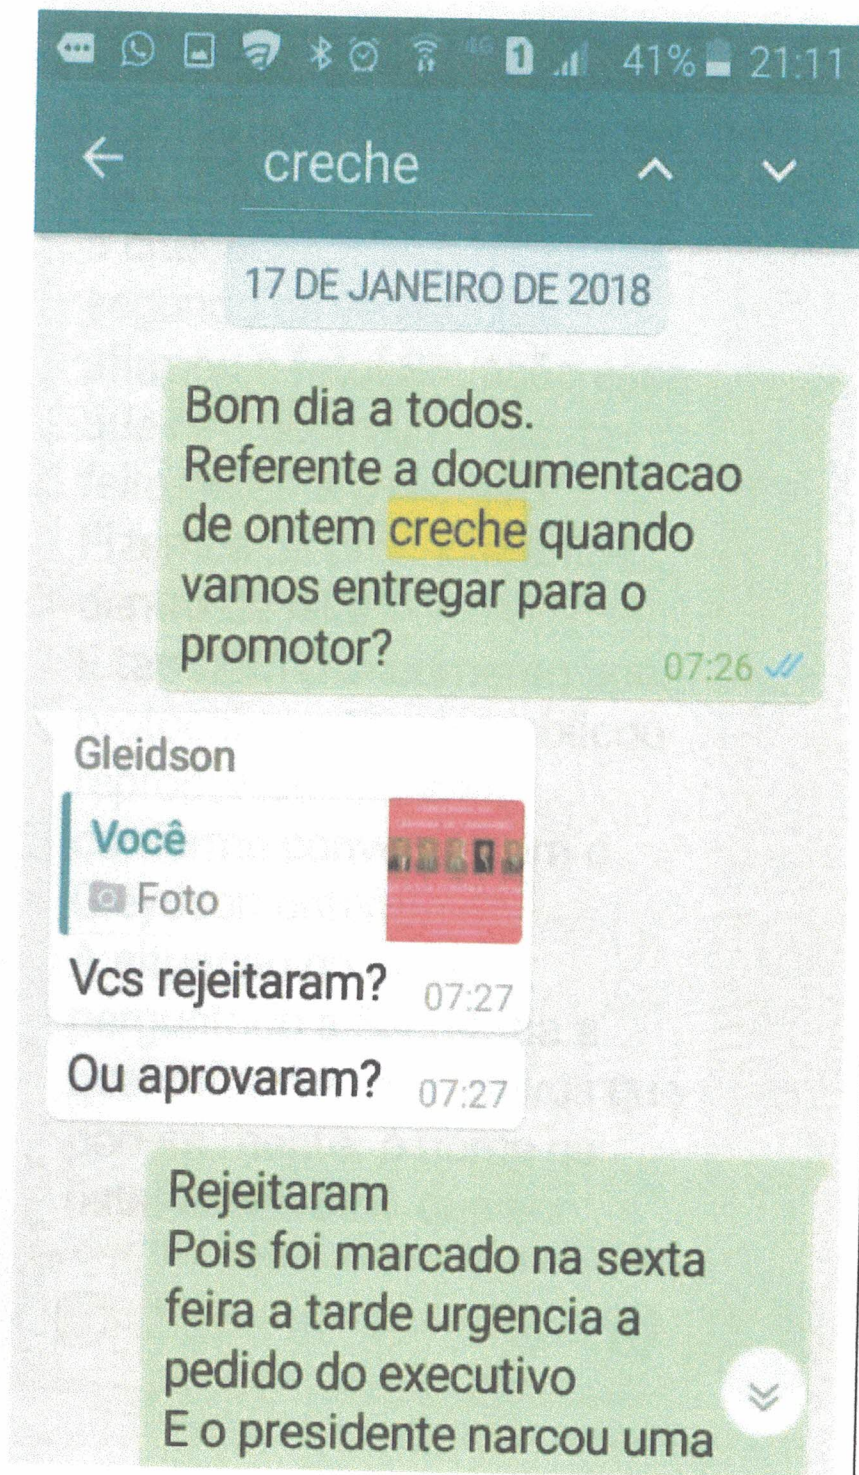 4G 1 41% 21:11
creche
17 DE JANEIRO DE 2018
Bom dia a todos.
Referente a documentacao
de ontem creche quando
vamos entregar para o
promotor?
07:26
Gleidson
Você
Foto
Vcs rejeitaram? 07:27
Ou aprovaram? 07:27
Rejeitaram
Pois foi marcado na sexta
feira a tarde urgencia a
pedido do executivo
E o presidente narcou uma